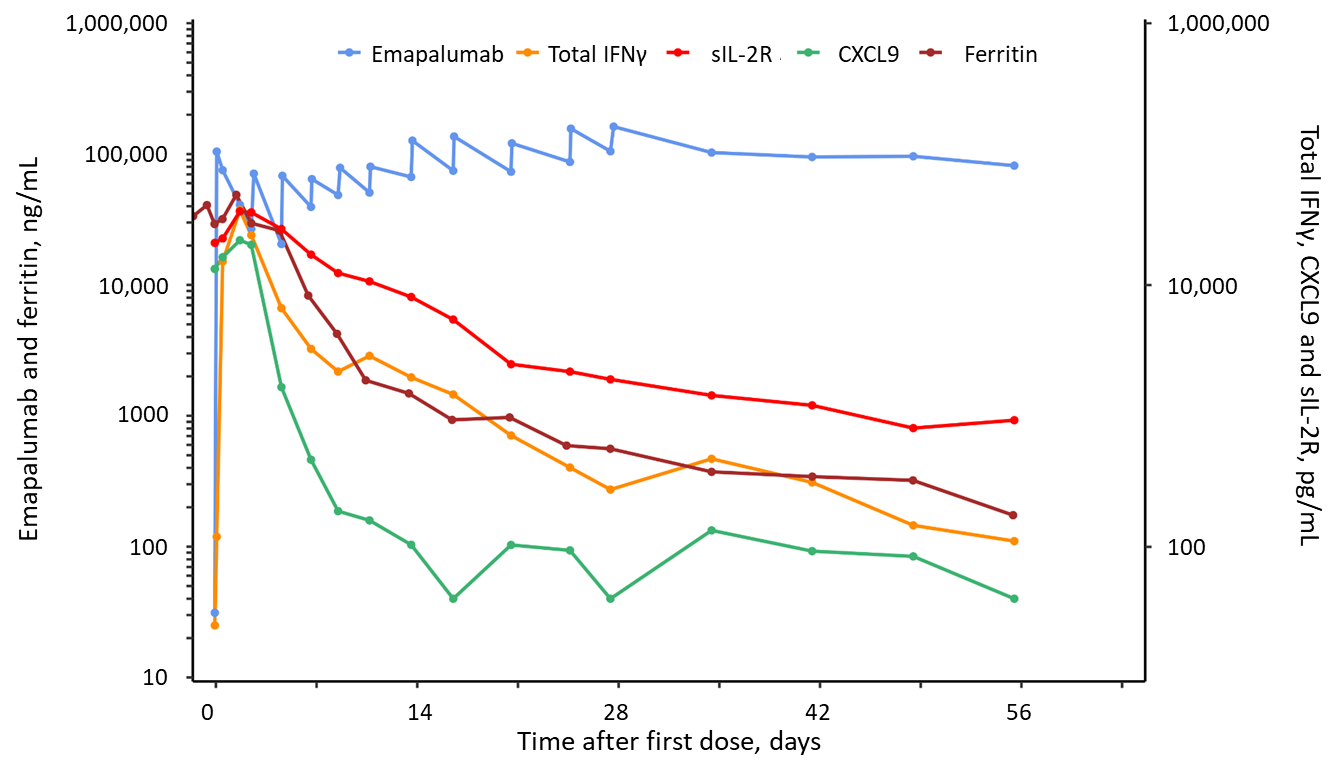 1,000,000
1,000,000
Emapalumab
Total IFNγ
sIL-2R
CXCL9
Ferritin
100,000
10,000
10,000
1000
100
100
10
Emapalumab and ferritin, ng/mL
Total IFNγ, CXCL9 and sIL-2R, pg/mL
0
14
28
42
56
Time after first dose, days